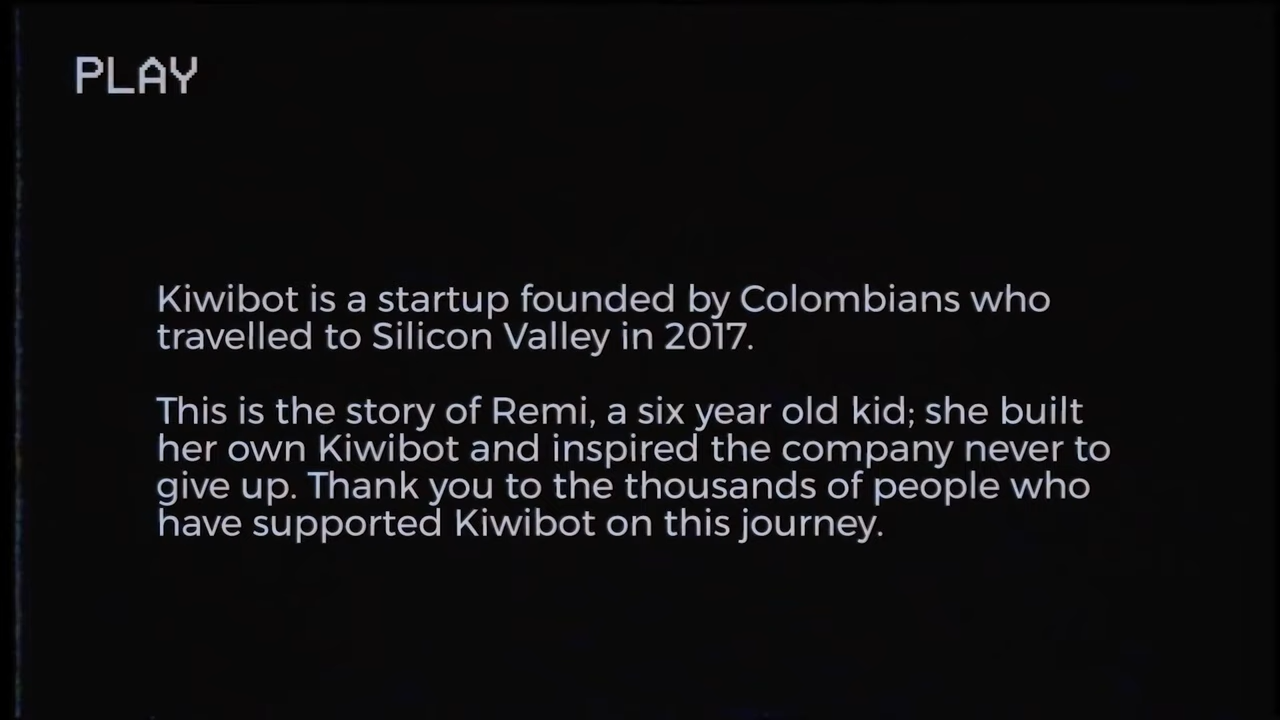 PLAY
Kiwibot is a startup founded by Colombians who
travelled to Silicon Valley in 2017.
This is the story of Remi, a six year old kid; she built
her own Kiwibot and inspired the company never to
give up. Thank you to the thousands of people who
have supported Kiwibot on this journey.